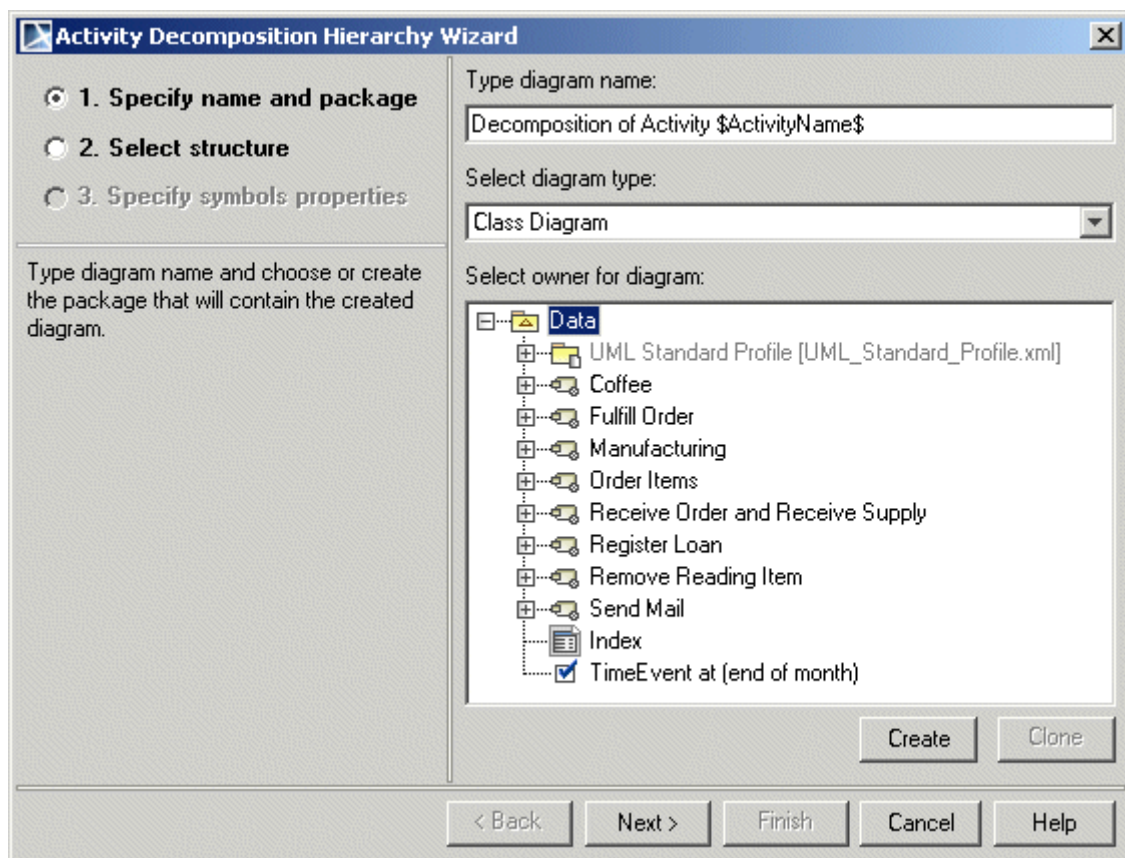 Activity Decomposition Hierarchy Wizard
1. Specify name and package
2. Select structure
3. Specify symbols properties
Type diagram name and choose or create
the package that will contain the created
diagram.
Type diagram name:
Decomposition of Activity $ActivityName$
Select diagram type:
Class Diagram
Select owner for diagram:
Data
UML Standard Profile [UML_Standard_Profile.xml]
Coffee
Fulfill Order
Manufacturing
Order Items
Receive Order and Receive Supply
Register Loan
Remove Reading Item
Send Mail
Index
TimeEvent at (end of month)
Create Clone
< Back Next > Finish Cancel Help